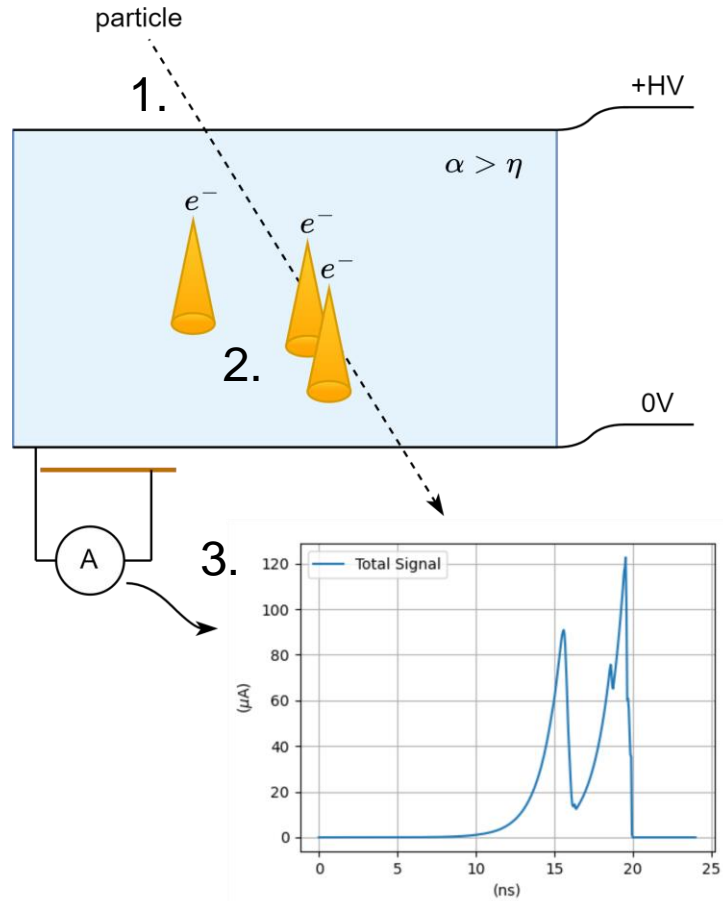 particle
1.
+HV
α > η
e⁻
e⁻
e⁻
2.
0V
A
3.
Total Signal
120
100
80
60
40
20
0
(μA)
0 5 10 15 20 25
(ns)